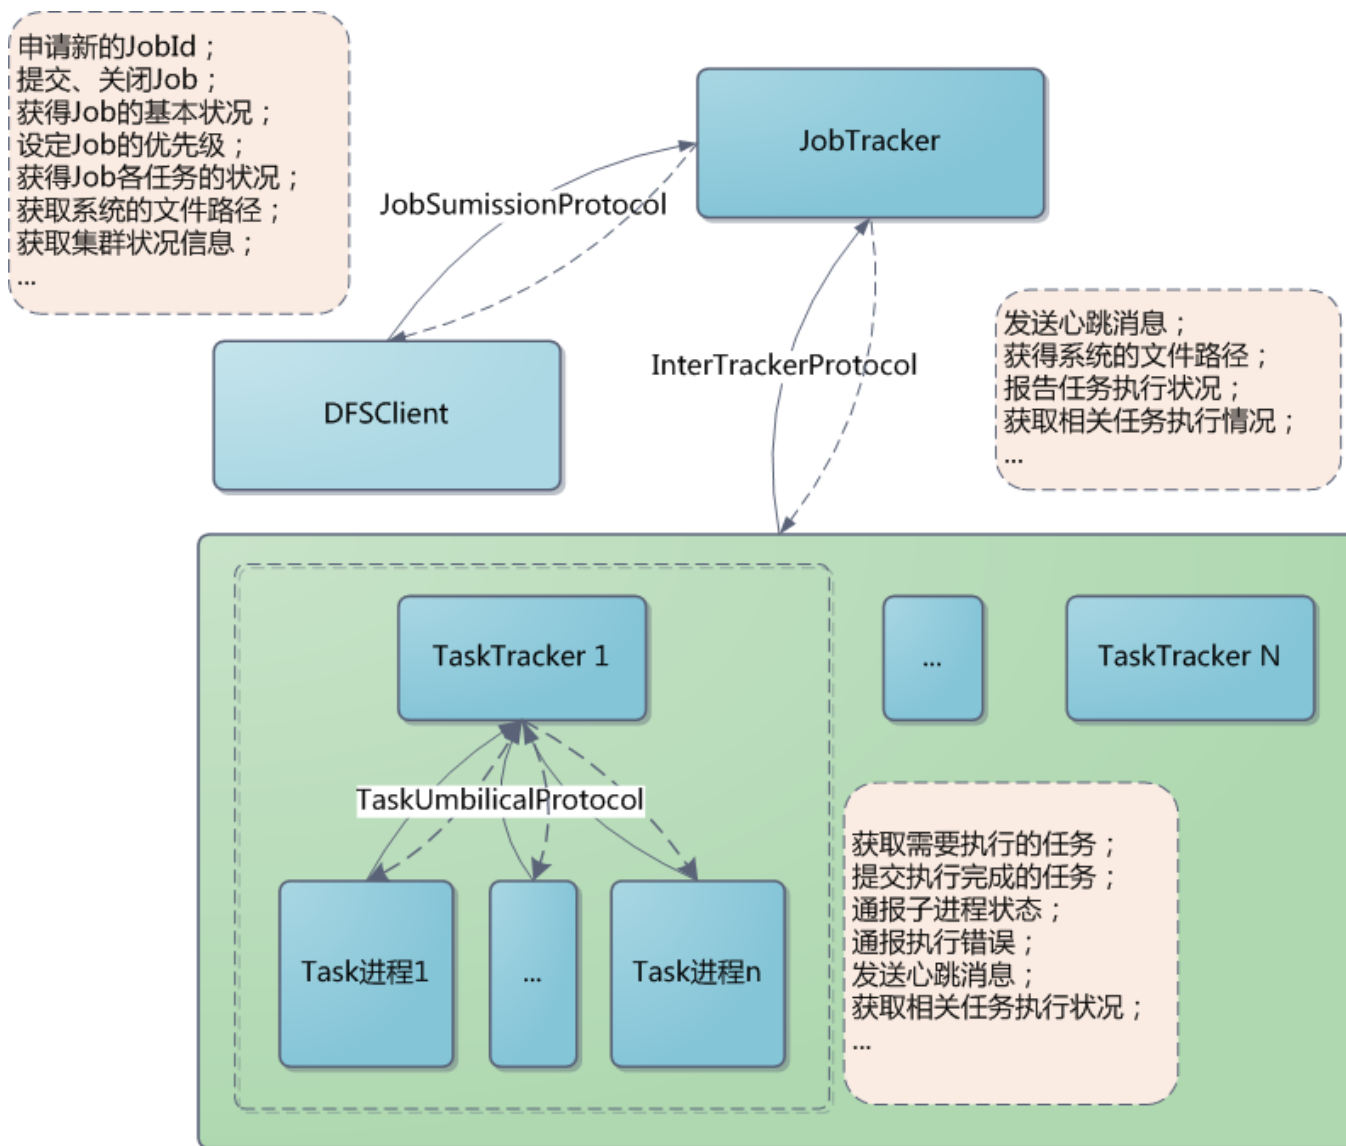 申请新的JobId；
提交、关闭Job；
获得Job的基本状况；
设定Job的优先级；
获得Job各任务的状况；
获取系统的文件路径；
获取集群状况信息；
...
JobTracker
JobSumissionProtocol
DFSClient
InterTrackerProtocol
发送心跳消息；
获得系统的文件路径；
报告任务执行状况；
获取相关任务执行情况；
...
TaskTracker 1
...
TaskTracker N
TaskUmbilicalProtocol
Task进程1
...
Task进程n
获取需要执行的任务；
提交执行完成的任务；
通报子进程状态；
通报执行错误；
发送心跳消息；
获取相关任务执行状况；
...